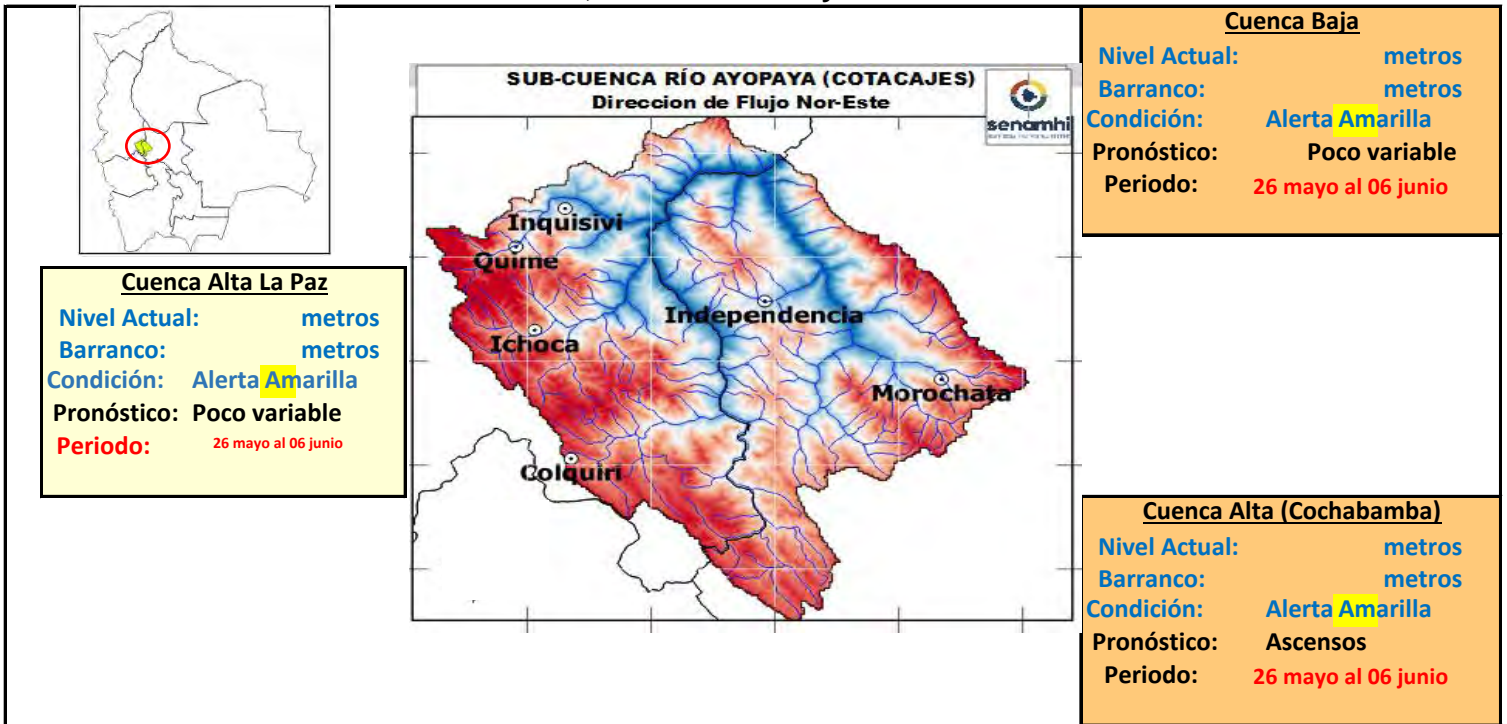 Cuenca Baja
Nivel Actual: metros
Barranco: metros
Condición: Alerta Amarilla
Pronóstico: Poco variable
Periodo: 26 mayo al 06 junio
SUB-CUENCA RÍO AYOPAYA (COTACAJES)
Direccion de Flujo Nor-Este
senamhi
Inquisivi
Quime
Independencia
Ichoca
Morochata
Colquiri
Cuenca Alta La Paz
Nivel Actual: metros
Barranco: metros
Condición: Alerta Amarilla
Pronóstico: Poco variable
Periodo: 26 mayo al 06 junio
Cuenca Alta (Cochabamba)
Nivel Actual: metros
Barranco: metros
Condición: Alerta Amarilla
Pronóstico: Ascensos
Periodo: 26 mayo al 06 junio